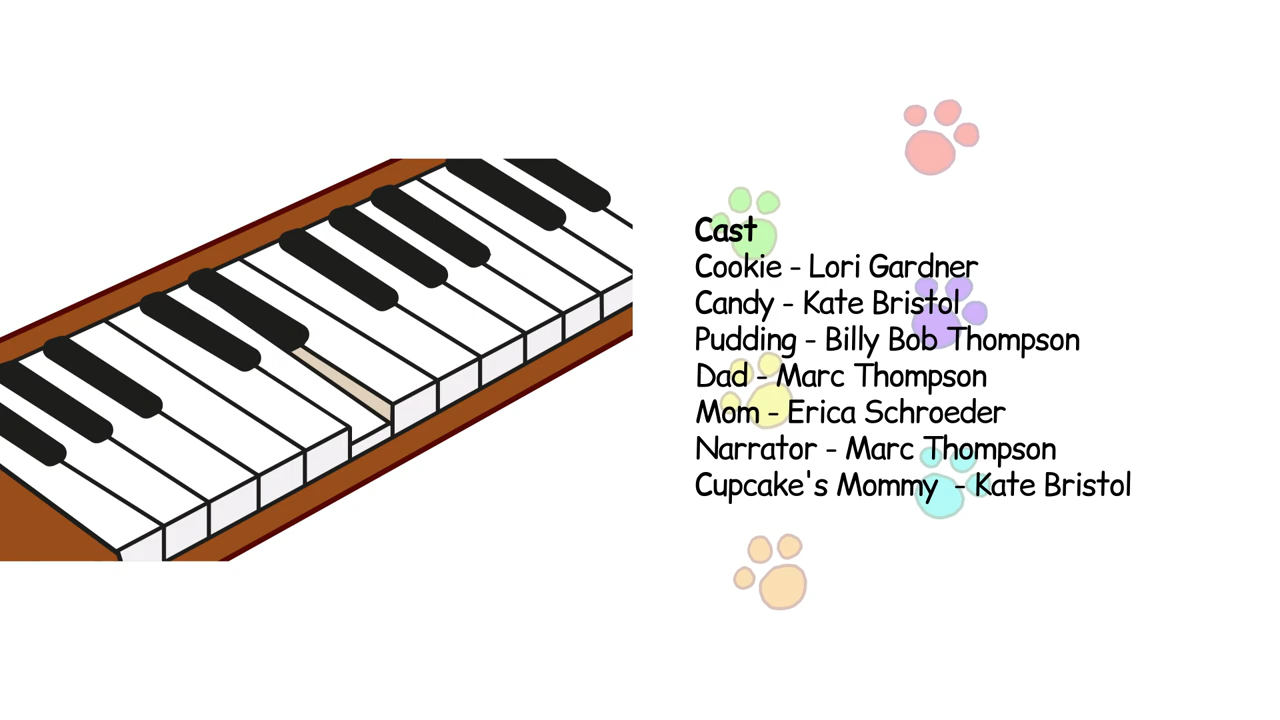 Cast
Cookie - Lori Gardner
Candy - Kate Bristol
Pudding - Billy Bob Thompson
Dad - Marc Thompson
Mom - Erica Schroeder
Narrator - Marc Thompson
Cupcake's Mommy  - Kate Bristol